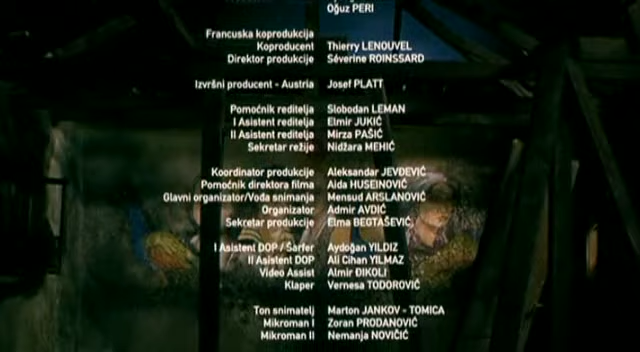 Oğuz PERI
Francuska koprodukcija
Koproducent Thierry LENOUVEL
Direktor produkcije Séverine ROINSSARD
Izvršni producent - Austria Josef PLATT
Pomoćnik reditelja Slobodan LEMAN
I Asistent reditelja Elmir JUKIĆ
II Asistent reditelja Mirza PAŠIĆ
Sekretar režije Nidžara MEHIĆ
Koordinator produkcije Aleksandar JEVDEVIĆ
Pomoćnik direktora filma Aida HUSEINOVIĆ
Glavni organizator/Vođa snimanja Mensud ARSLANOVIĆ
Organizator Admir AVDIĆ
Sekretar produkcije Elma BEGTAŠEVIĆ
I Asistent DOP / Šarfer Aydoğan YILDIZ
II Asistent DOP Ali Cihan YILMAZ
Video Assist Almir ĐIKOLI
Klaper Vernesa TODOROVIĆ
Ton snimatelj Marton JANKOV - TOMICA
Mikroman I Zoran PRODANOVIĆ
Mikroman II Nemanja NOVIČIĆ